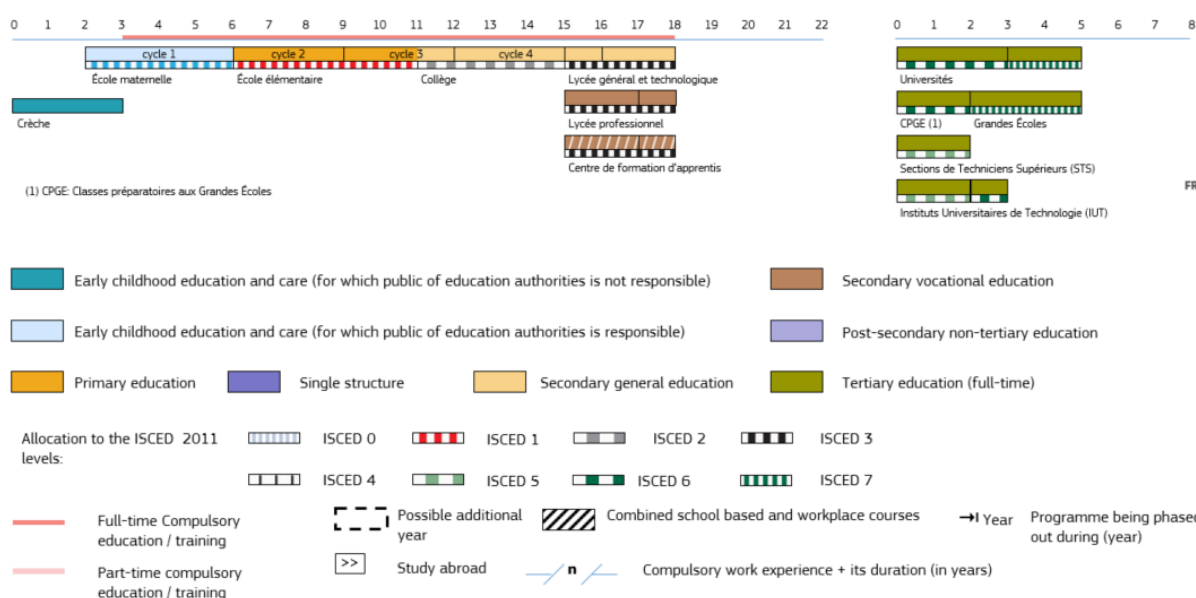 0 1 2 3 4 5 6 7 8 9 10 11 12 13 14 15 16 17 18 19 20 21 22 0 1 2 3 4 5 6 7 8
cycle 1 cycle 2 cycle 3 cycle 4
École maternelle École élémentaire Collège Lycée général et technologique Universités
Crèche Lycée professionnel CPGE (1) Grandes Écoles
Centre de formation d'apprentis Sections de Techniciens Supérieurs (STS)
(1) CPGE: Classes préparatoires aux Grandes Écoles FR
Instituts Universitaires de Technologie (IUT)
Early childhood education and care (for which public of education authorities is not responsible) Secondary vocational education
Early childhood education and care (for which public of education authorities is responsible) Post-secondary non-tertiary education
Primary education Single structure Secondary general education Tertiary education (full-time)
Allocation to the ISCED 2011 ISCED 0 ISCED 1 ISCED 2 ISCED 3
levels:
ISCED 4 ISCED 5 ISCED 6 ISCED 7
Full-time Compulsory Possible additional Combined school based and workplace courses Year Programme being phased
education / training year out during (year)
Part-time compulsory >> Study abroad n Compulsory work experience + its duration (in years)
education / training